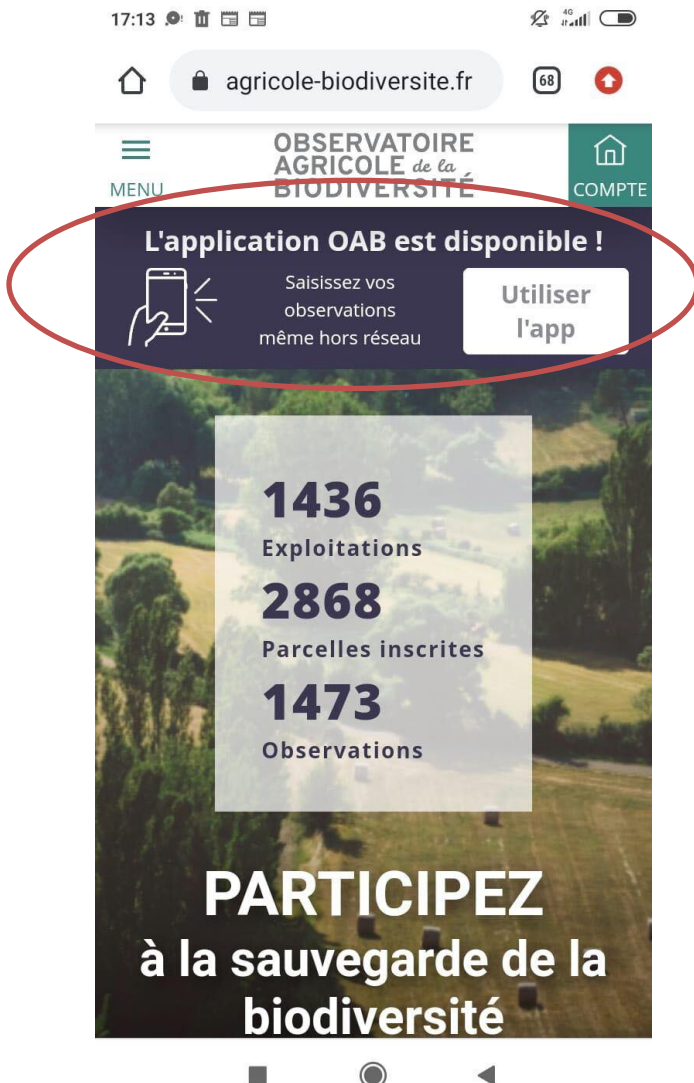 17:13
4G
agricole-biodiversite.fr
68
MENU
OBSERVATOIRE
AGRICOLE de la
BIODIVERSITÉ
COMPTE
L'application OAB est disponible !
Saisissez vos
observations
même hors réseau
Utiliser
l'app
1436
Exploitations
2868
Parcelles inscrites
1473
Observations
PARTICIPEZ
à la sauvegarde de la
biodiversité